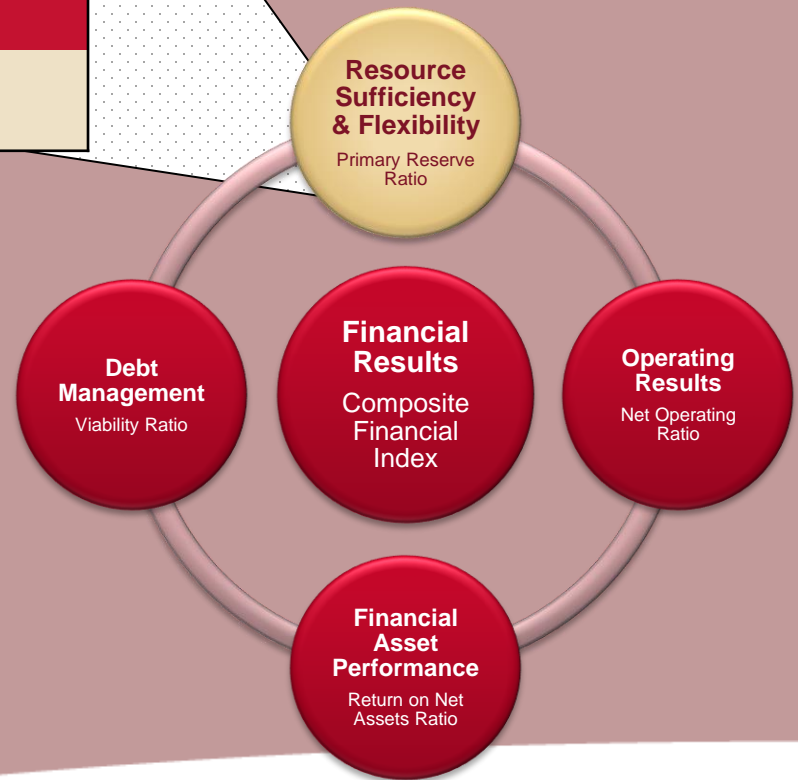 Resource
Sufficiency
& Flexibility
Primary Reserve
Ratio
Debt
Management
Viability Ratio
Financial
Results
Composite
Financial
Index
Operating
Results
Net Operating
Ratio
Financial
Asset
Performance
Return on Net
Assets Ratio